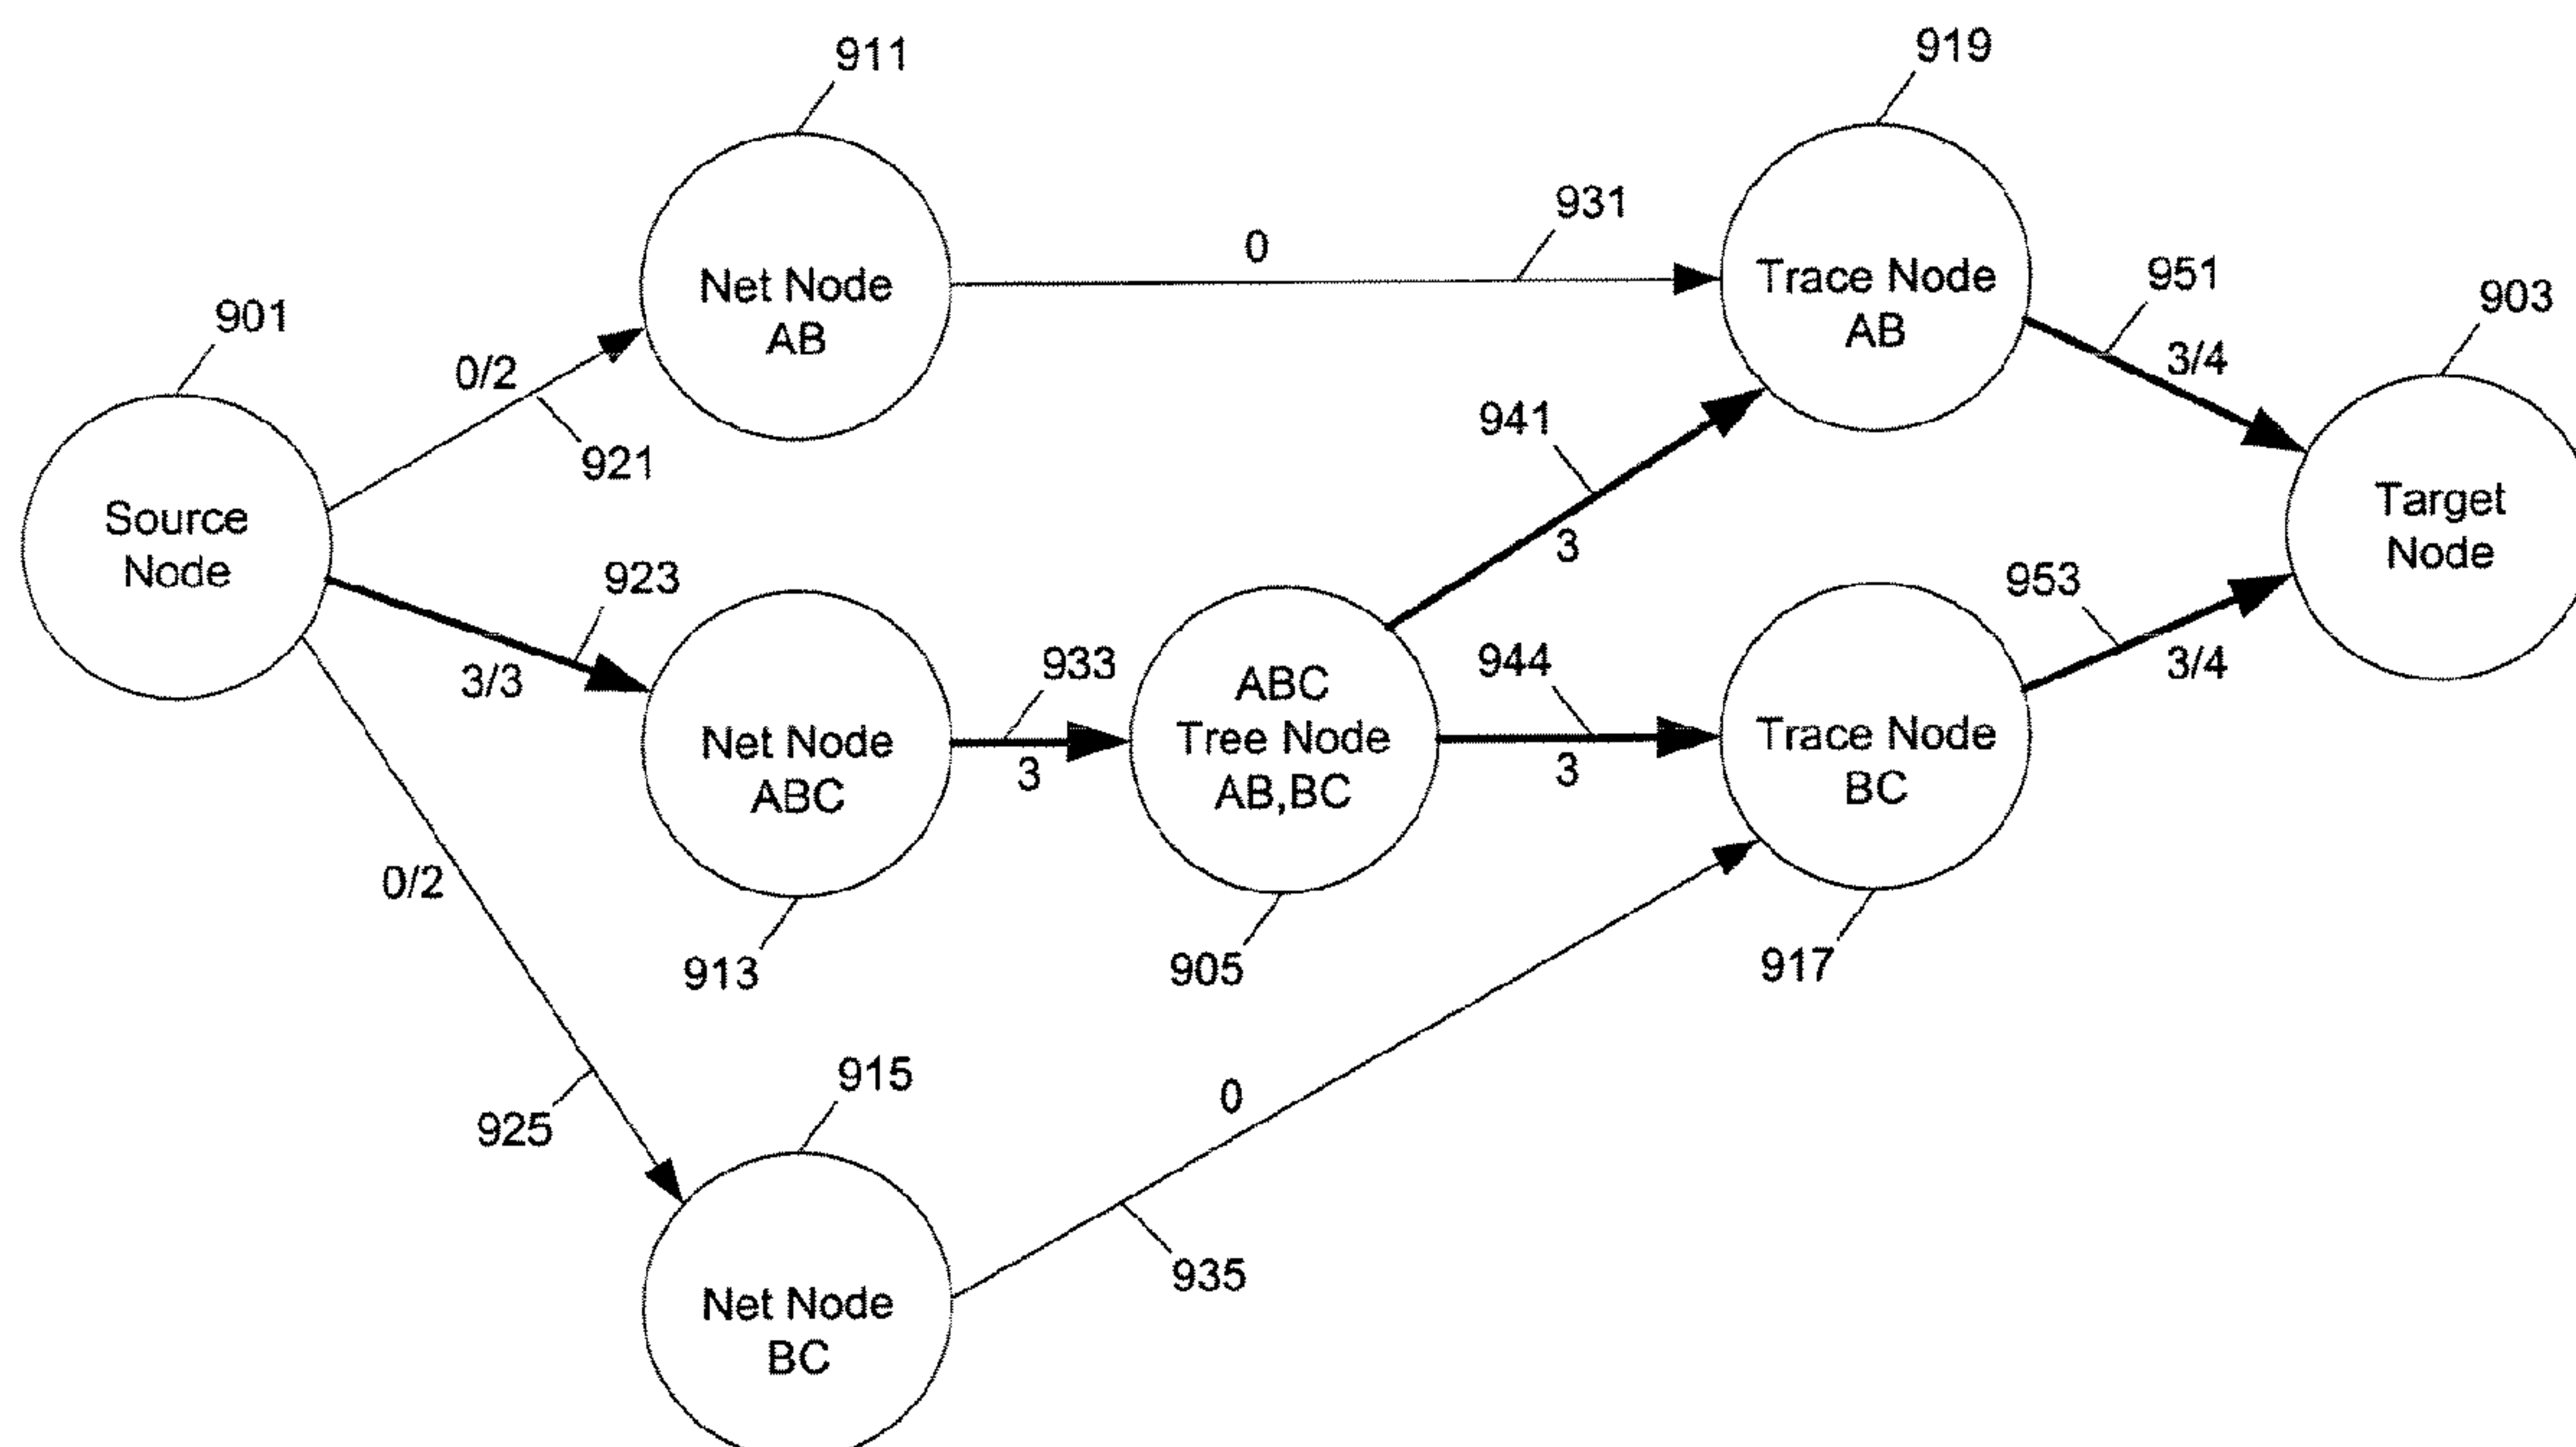 911
919
931
0
Net Node
AB
Trace Node
AB
951
903
901
0/2
3/4
921
941
Source
Node
3
Target
Node
923
3/3
933
944
953
3/4
Net Node
ABC
3
ABC
Tree Node
AB,BC
3
Trace Node
BC
0/2
913
905
917
925
915
0
935
Net Node
BC